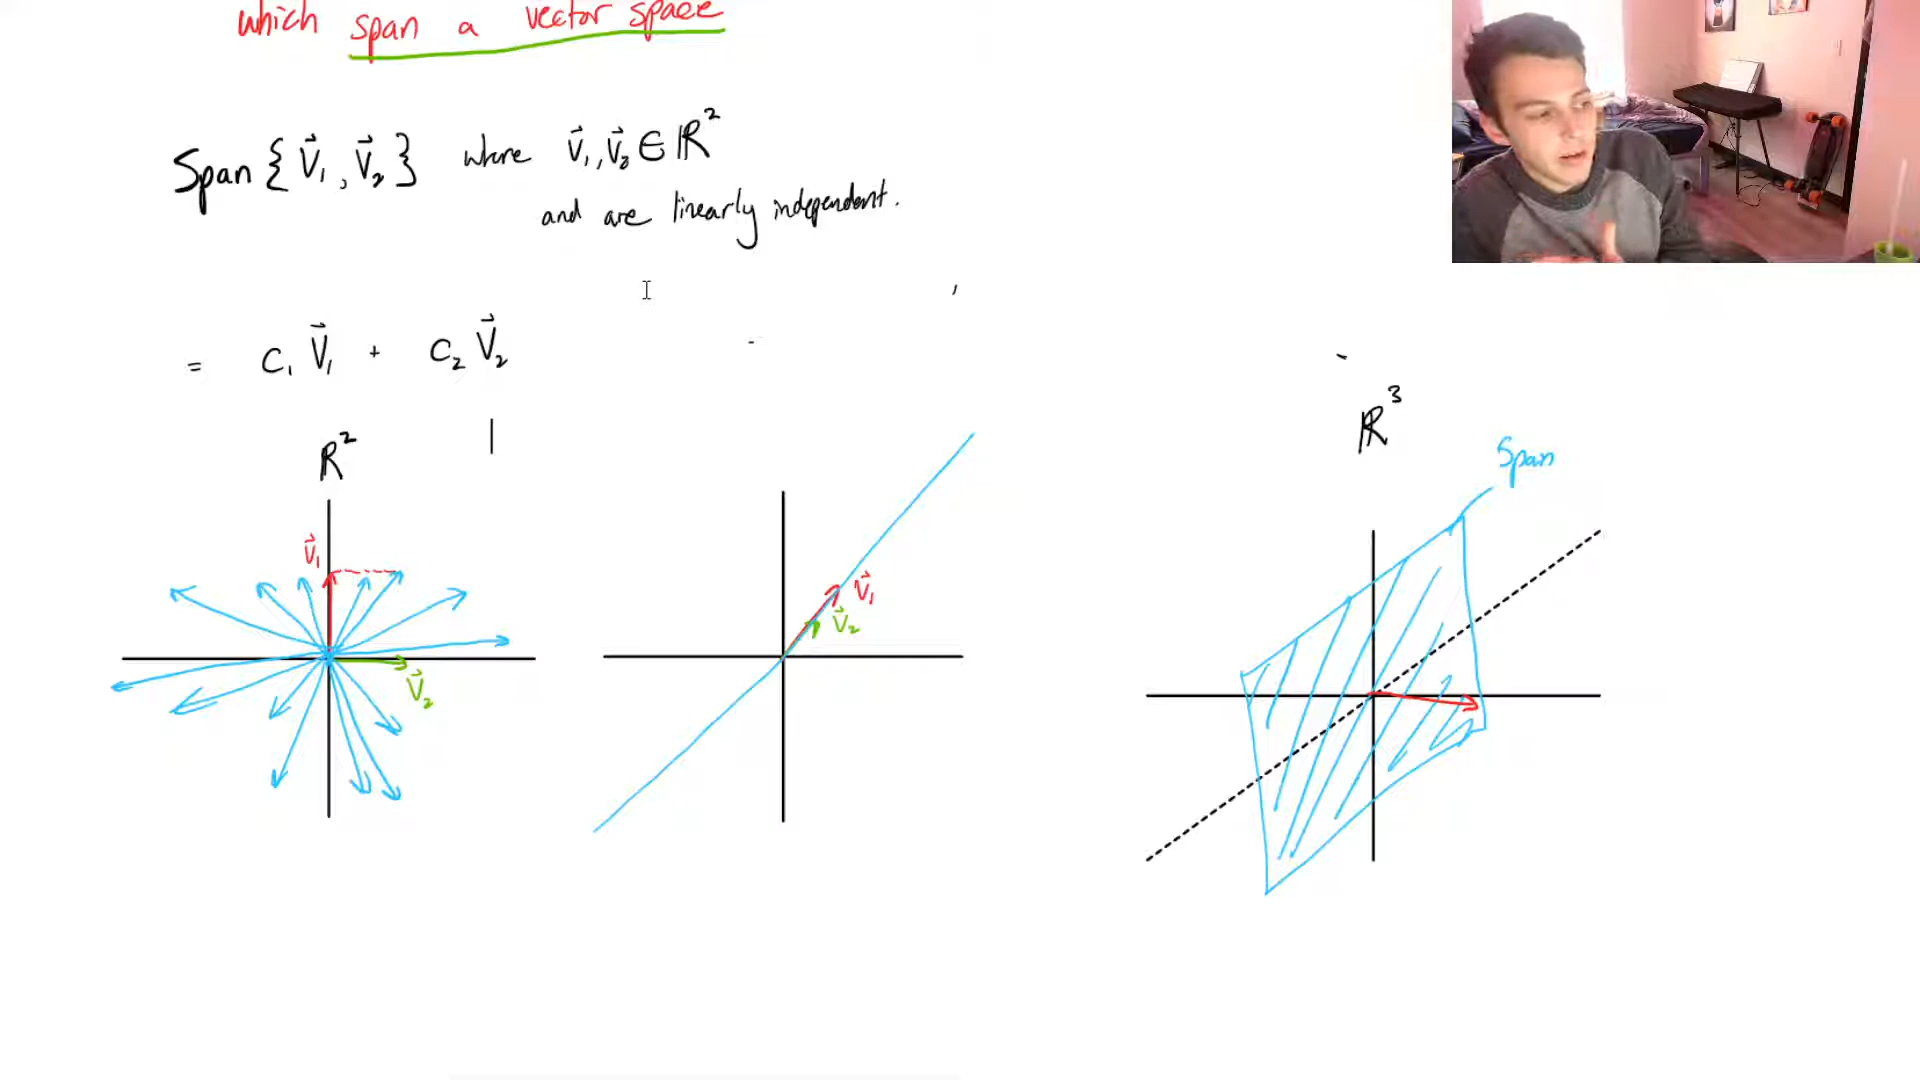 which span a vector space
Span { V⃗₁, V⃗₂ } where V⃗₁, V⃗₂ ∈ ℝ²
and are linearly independent.
= C₁ V⃗₁ + C₂ V⃗₂
ℝ²
V⃗₁
V⃗₂
V⃗₁
V⃗₂
ℝ³
Span